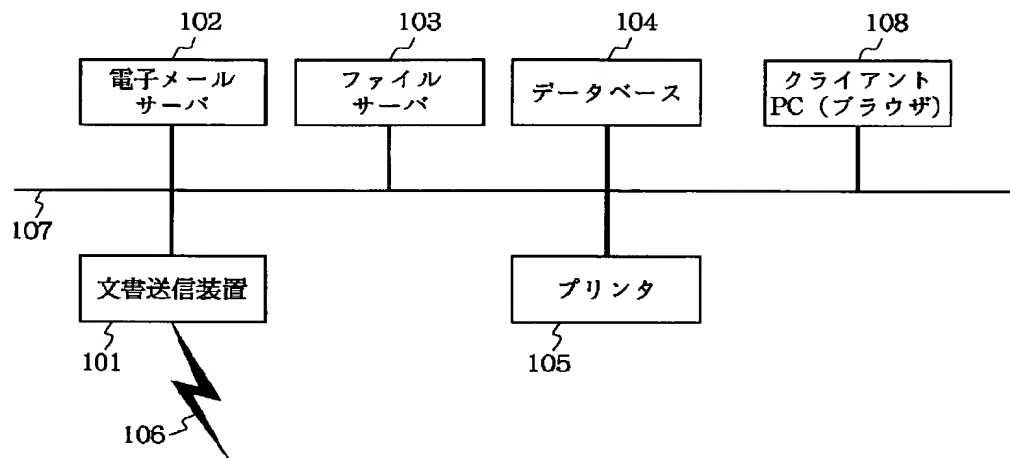 102
103
104
108
電子メール
サーバ
ファイル
サーバ
データベース
クライアント
PC(ブラウザ)
107
文書送信装置
プリンタ
101
105
106